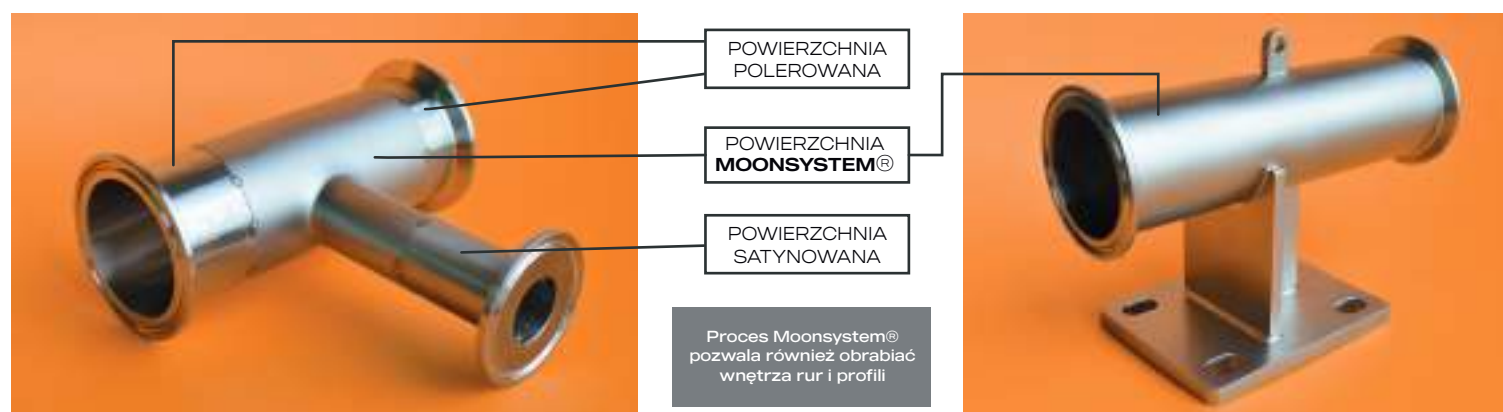 POWIERZCHNIA
POLEROWANA
POWIERZCHNIA
MOONSYSTEM®
POWIERZCHNIA
SATYNOWANA
Proces Moonsystem®
pozwala również obrabiać
wnętrza rur i profili